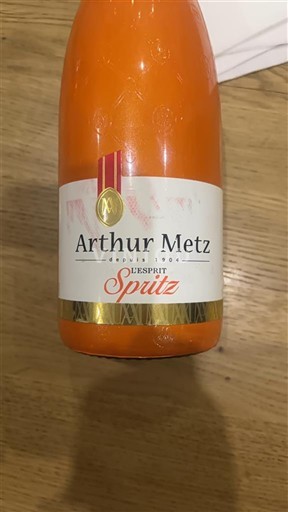 Arthur Metz
depuis 1904
L'ESPRIT
Spritz